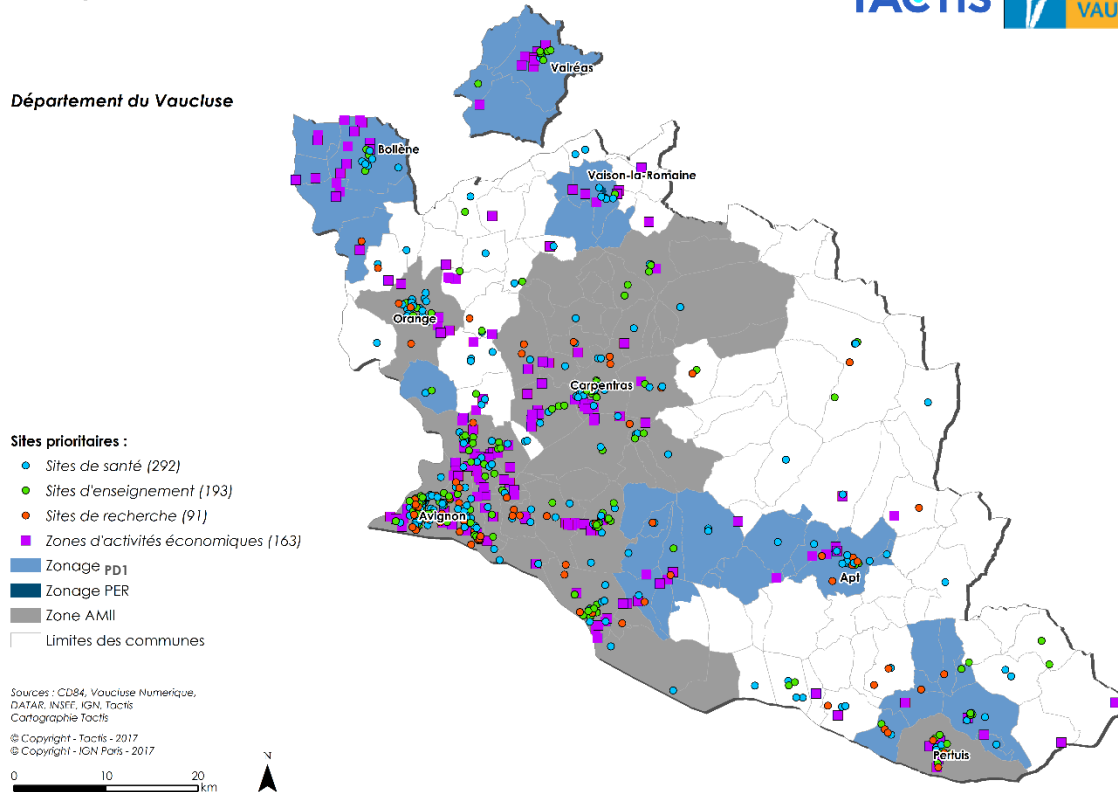 TACTIS
VAU
Département du Vaucluse
Valréas
Bollène
Vaison-la-Romaine
Orange
Carpentras
Avignon
Apt
Pertuis
Sites prioritaires :
Sites de santé (292)
Sites d'enseignement (193)
Sites de recherche (91)
Zones d'activités économiques (163)
Zonage PD1
Zonage PER
Zone AMII
Limites des communes
Sources : CD84, Vaucluse Numerique,
DATAR, INSEE, IGN, Tactis
Cartographie Tactis
© Copyright - Tactis - 2017
© Copyright - IGN Paris - 2017
0 10 20
km
N